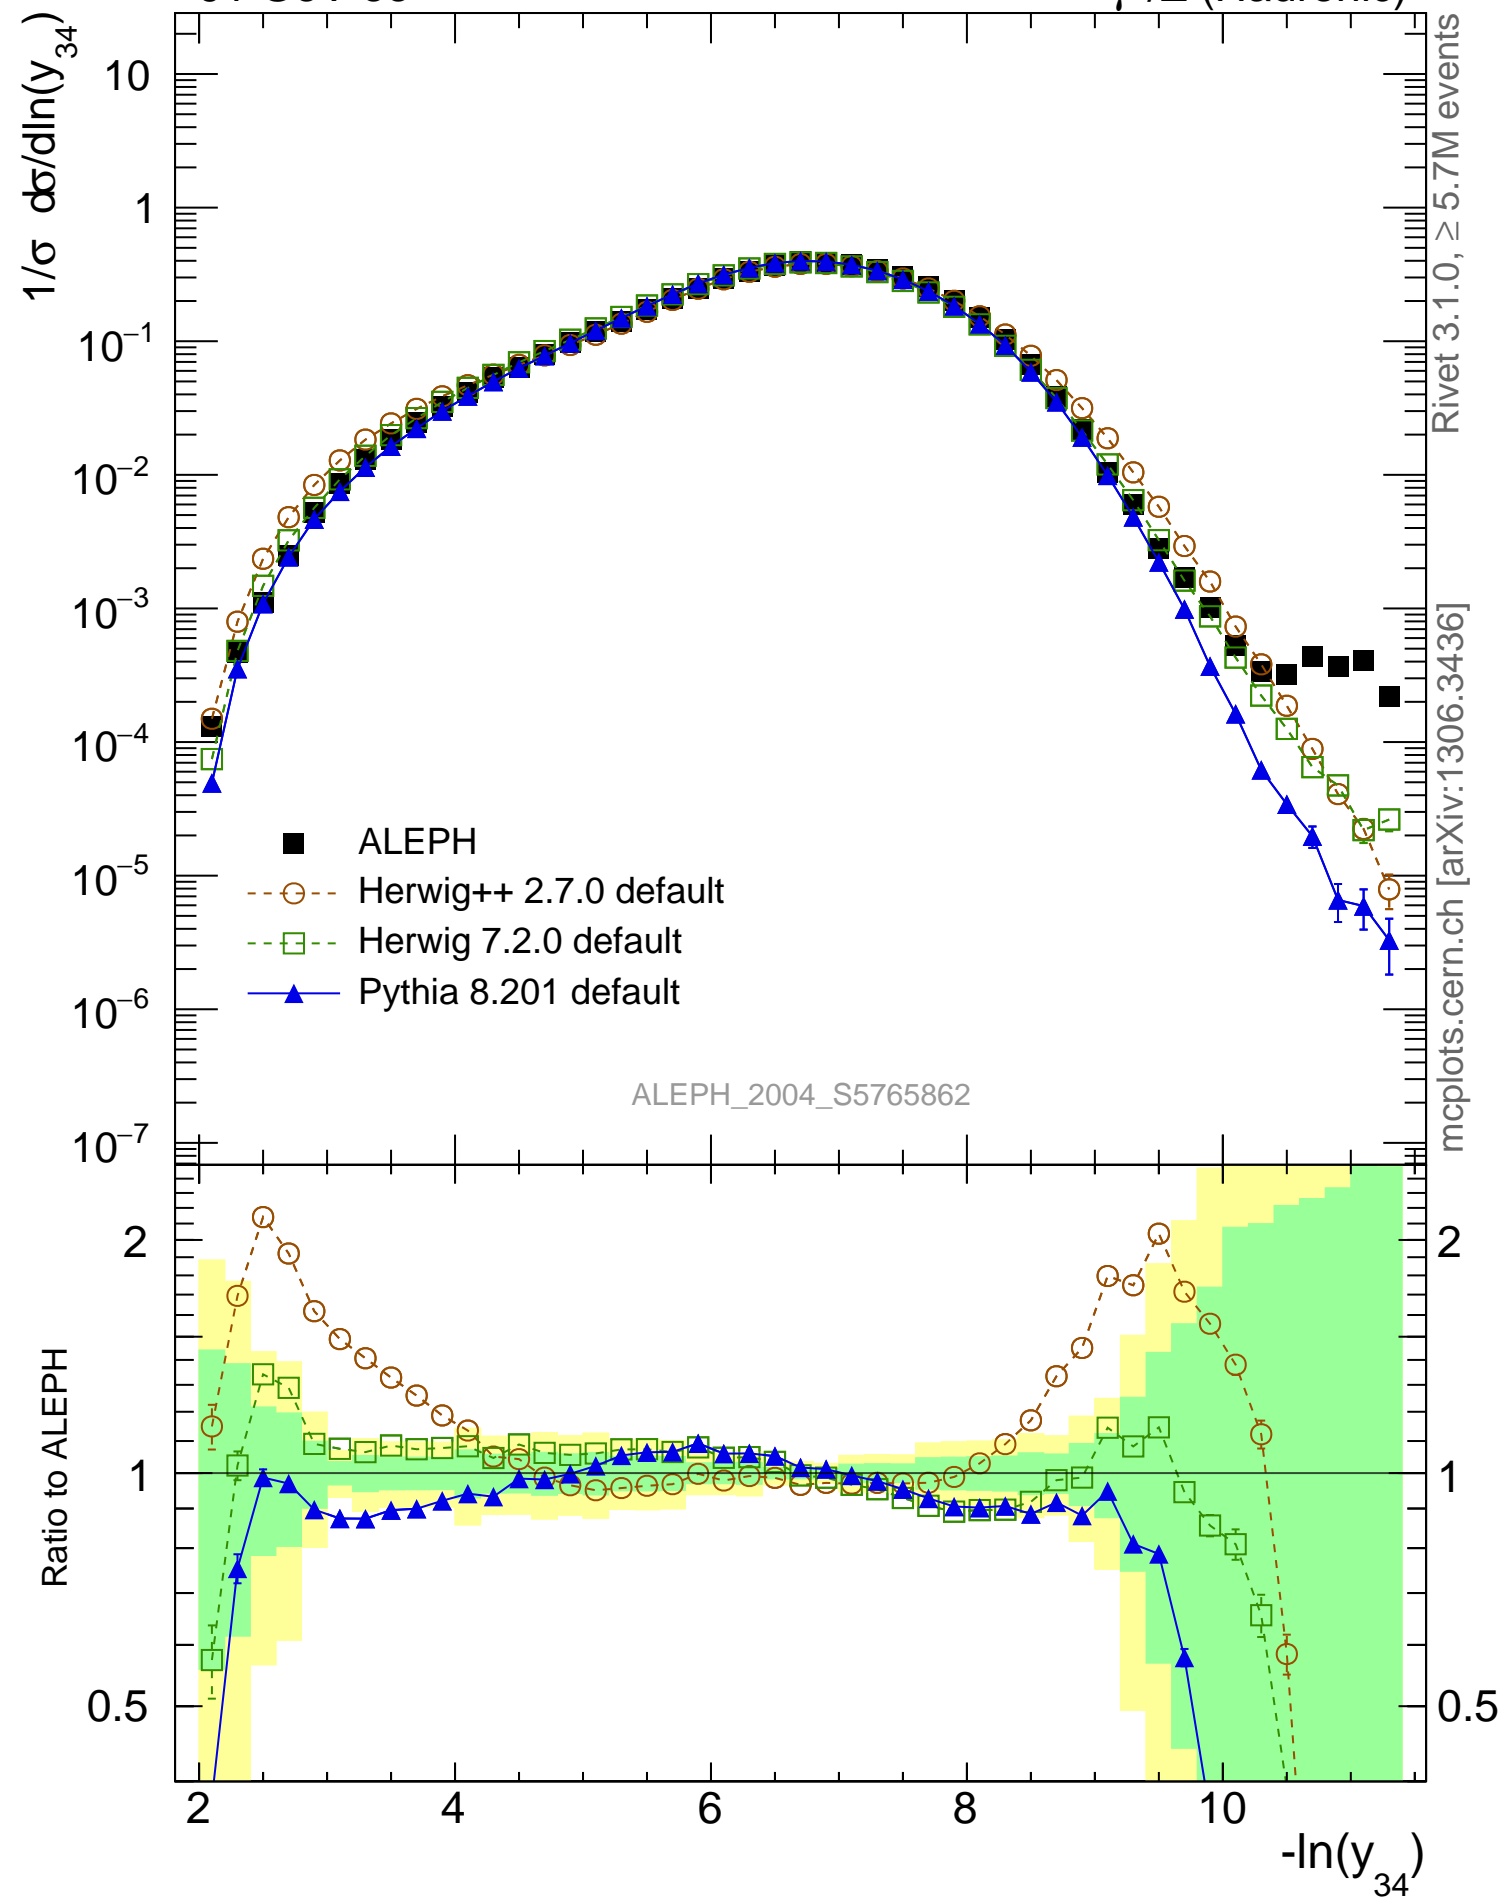 1/σ dσ/dln(y34)
10
1
10−1
10−2
10−3
10−4
10−5
10−6
10−7
ALEPH
Herwig++ 2.7.0 default
Herwig 7.2.0 default
Pythia 8.201 default
ALEPH_2004_S5765862
Rivet 3.1.0, ≥ 5.7M events
mcplots.cern.ch [arXiv:1306.3436]
Ratio to ALEPH
2
1
0.5
2
1
0.5
2 4 6 8 10
-ln(y34)